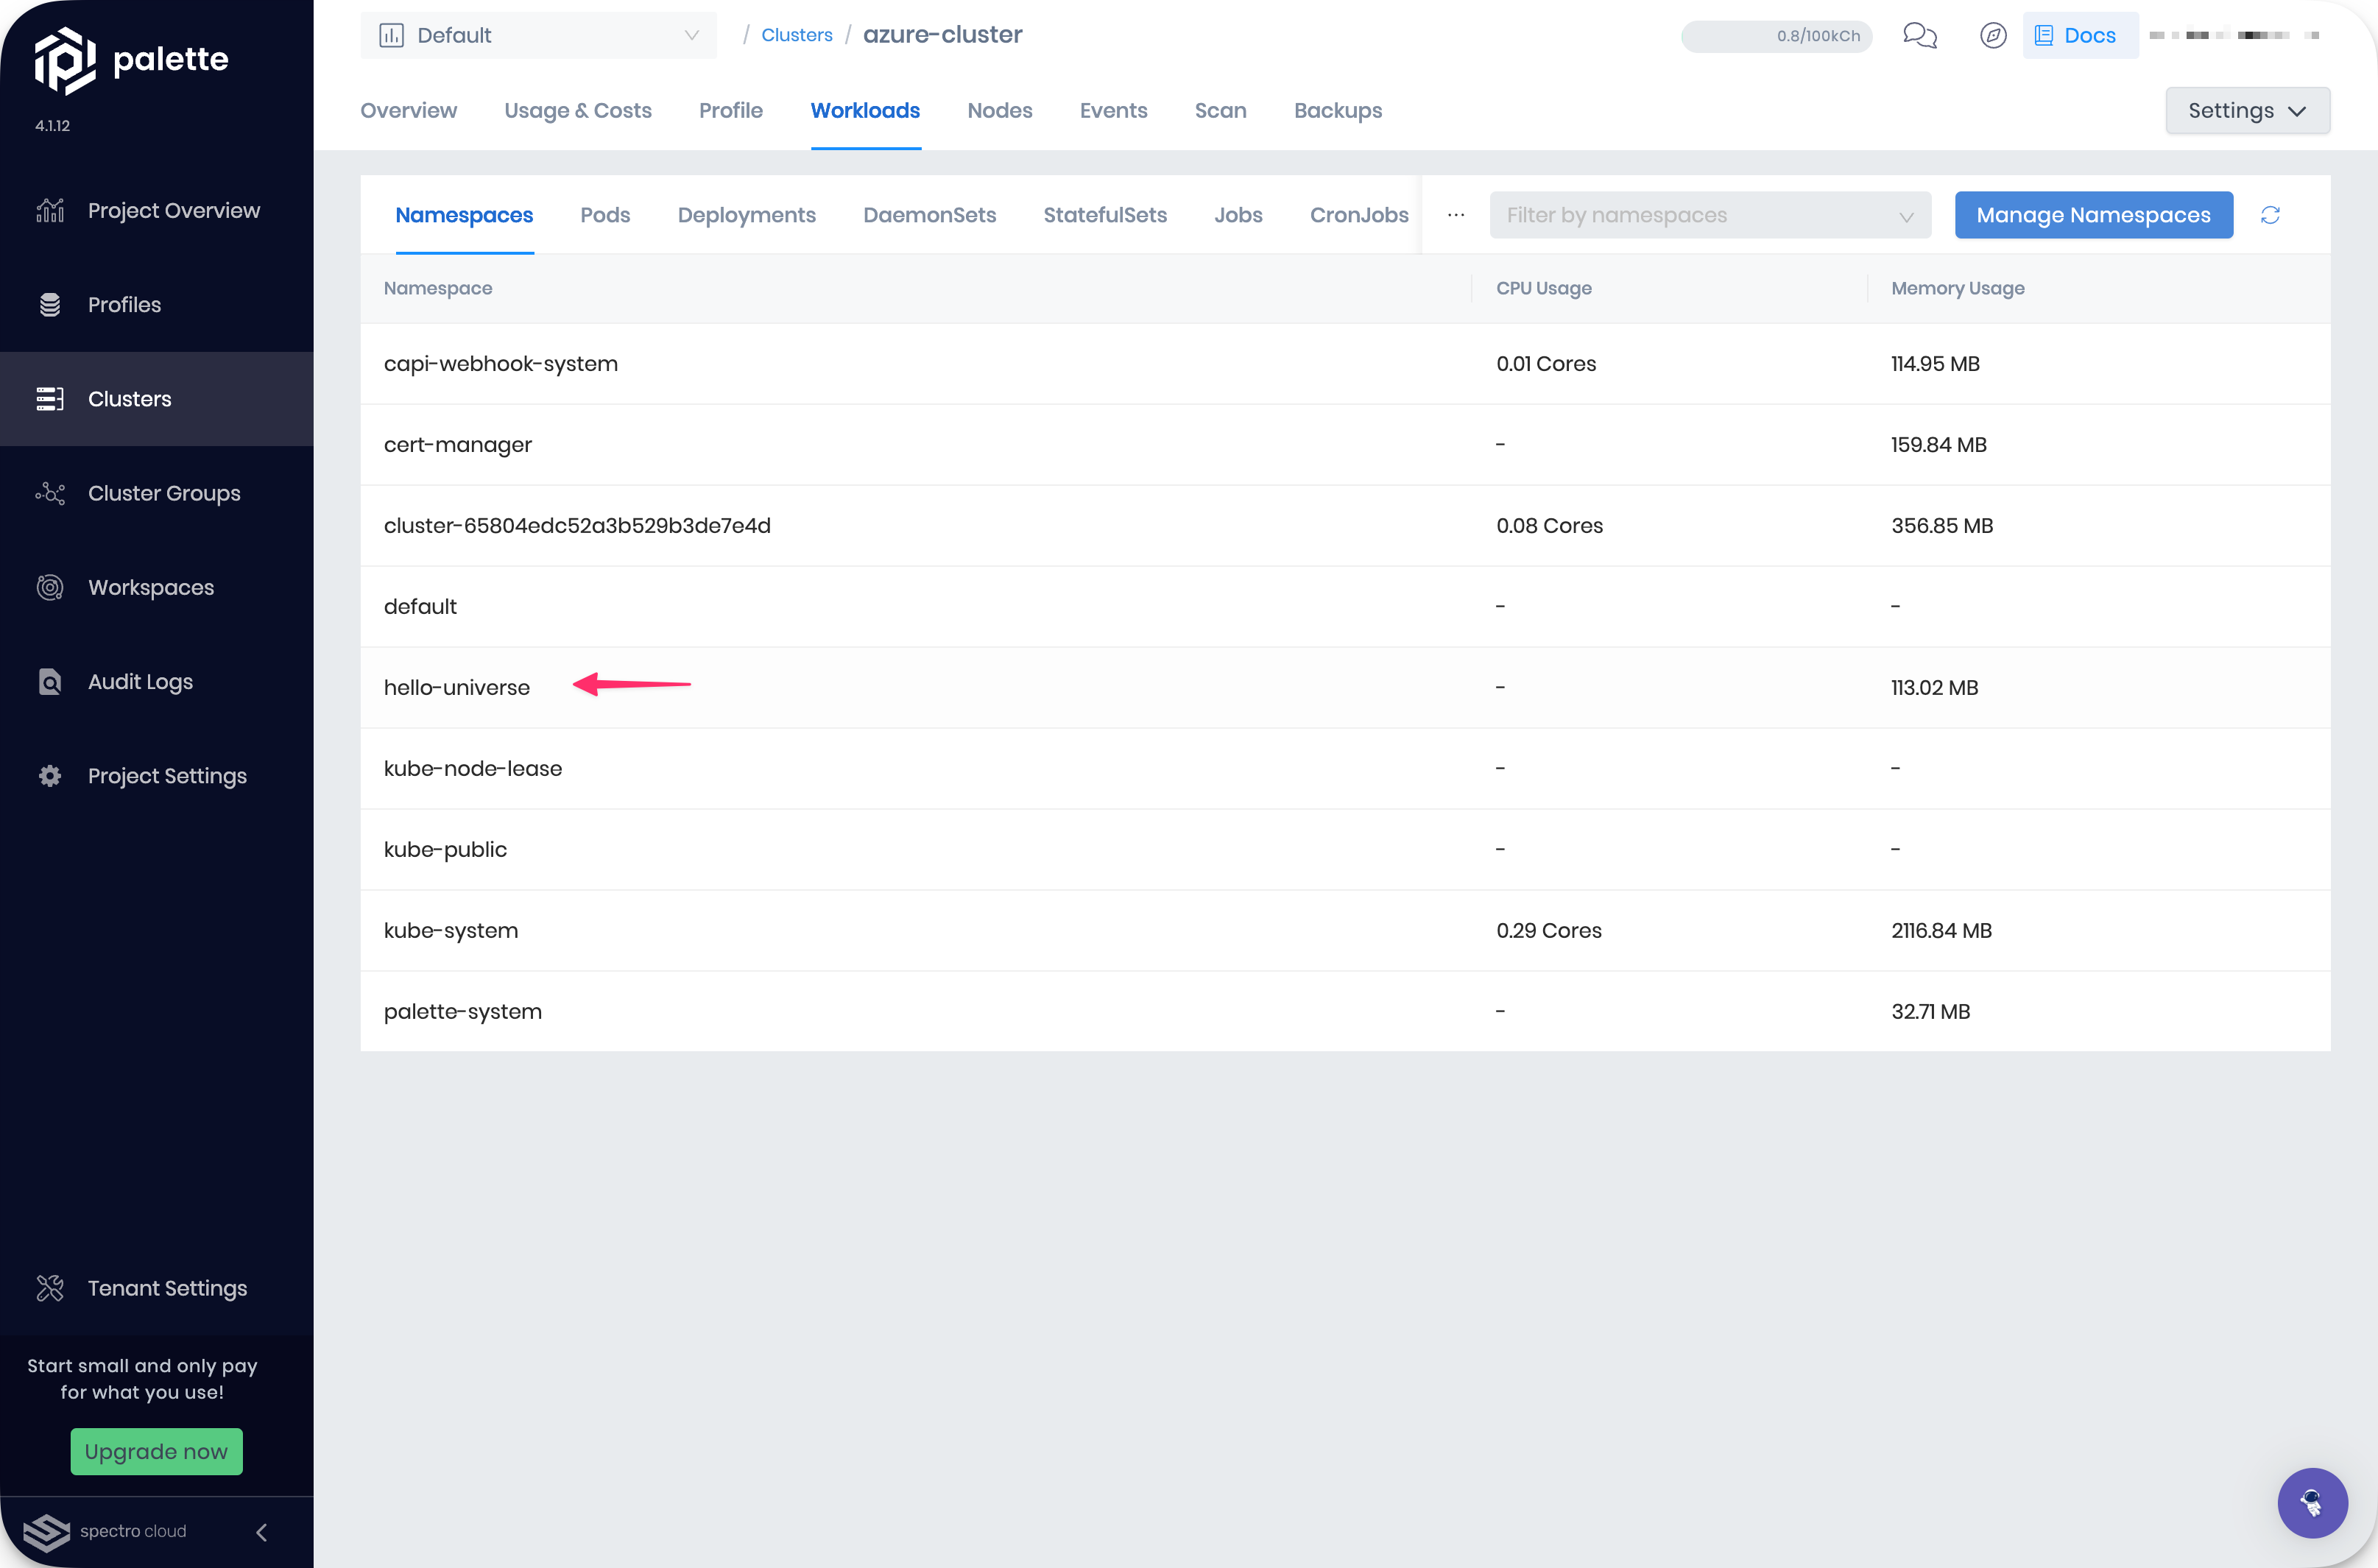 palette
4.1.12
Project Overview
Profiles
Clusters
Cluster Groups
Workspaces
Audit Logs
Project Settings
Tenant Settings
Start small and only pay
for what you use!
Upgrade now
spectro cloud
Default / Clusters / azure-cluster
0.8/100kCh
Docs
Overview Usage & Costs Profile Workloads Nodes Events Scan Backups
Settings
Namespaces Pods Deployments DaemonSets StatefulSets Jobs CronJobs ... Filter by namespaces Manage Namespaces
Namespace CPU Usage Memory Usage
capi-webhook-system 0.01 Cores 114.95 MB
cert-manager - 159.84 MB
cluster-65804edc52a3b529b3de7e4d 0.08 Cores 356.85 MB
default - -
hello-universe - 113.02 MB
kube-node-lease - -
kube-public - -
kube-system 0.29 Cores 2116.84 MB
palette-system - 32.71 MB